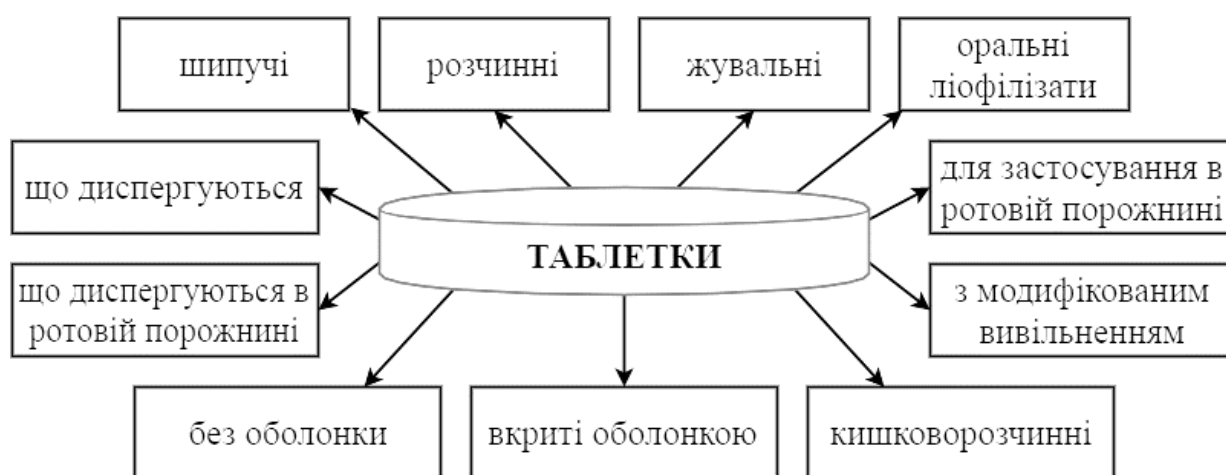 шипучі
розчинні
жувальні
оральні
ліофілізати
що диспергуються
для застосування в
ротовій порожнині
ТАБЛЕТКИ
що диспергуються в
ротовій порожнині
з модифікованим
вивільненням
без оболонки
вкриті оболонкою
кишковорозчинні